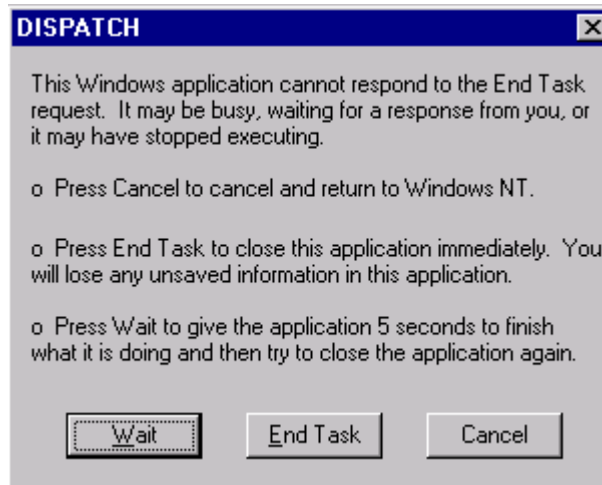 DISPATCH
This Windows application cannot respond to the End Task
request.  It may be busy, waiting for a response from you, or
it may have stopped executing.
o  Press Cancel to cancel and return to Windows NT.
o  Press End Task to close this application immediately.  You
will lose any unsaved information in this application.
o  Press Wait to give the application 5 seconds to finish
what it is doing and then try to close the application again.
Wait End Task Cancel